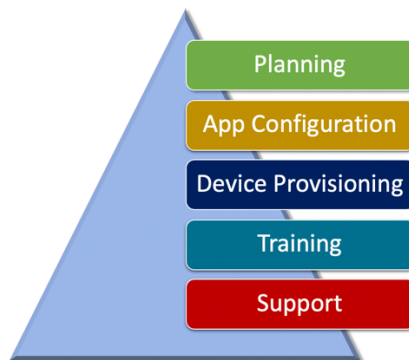 Planning
App Configuration
Device Provisioning
Training
Support